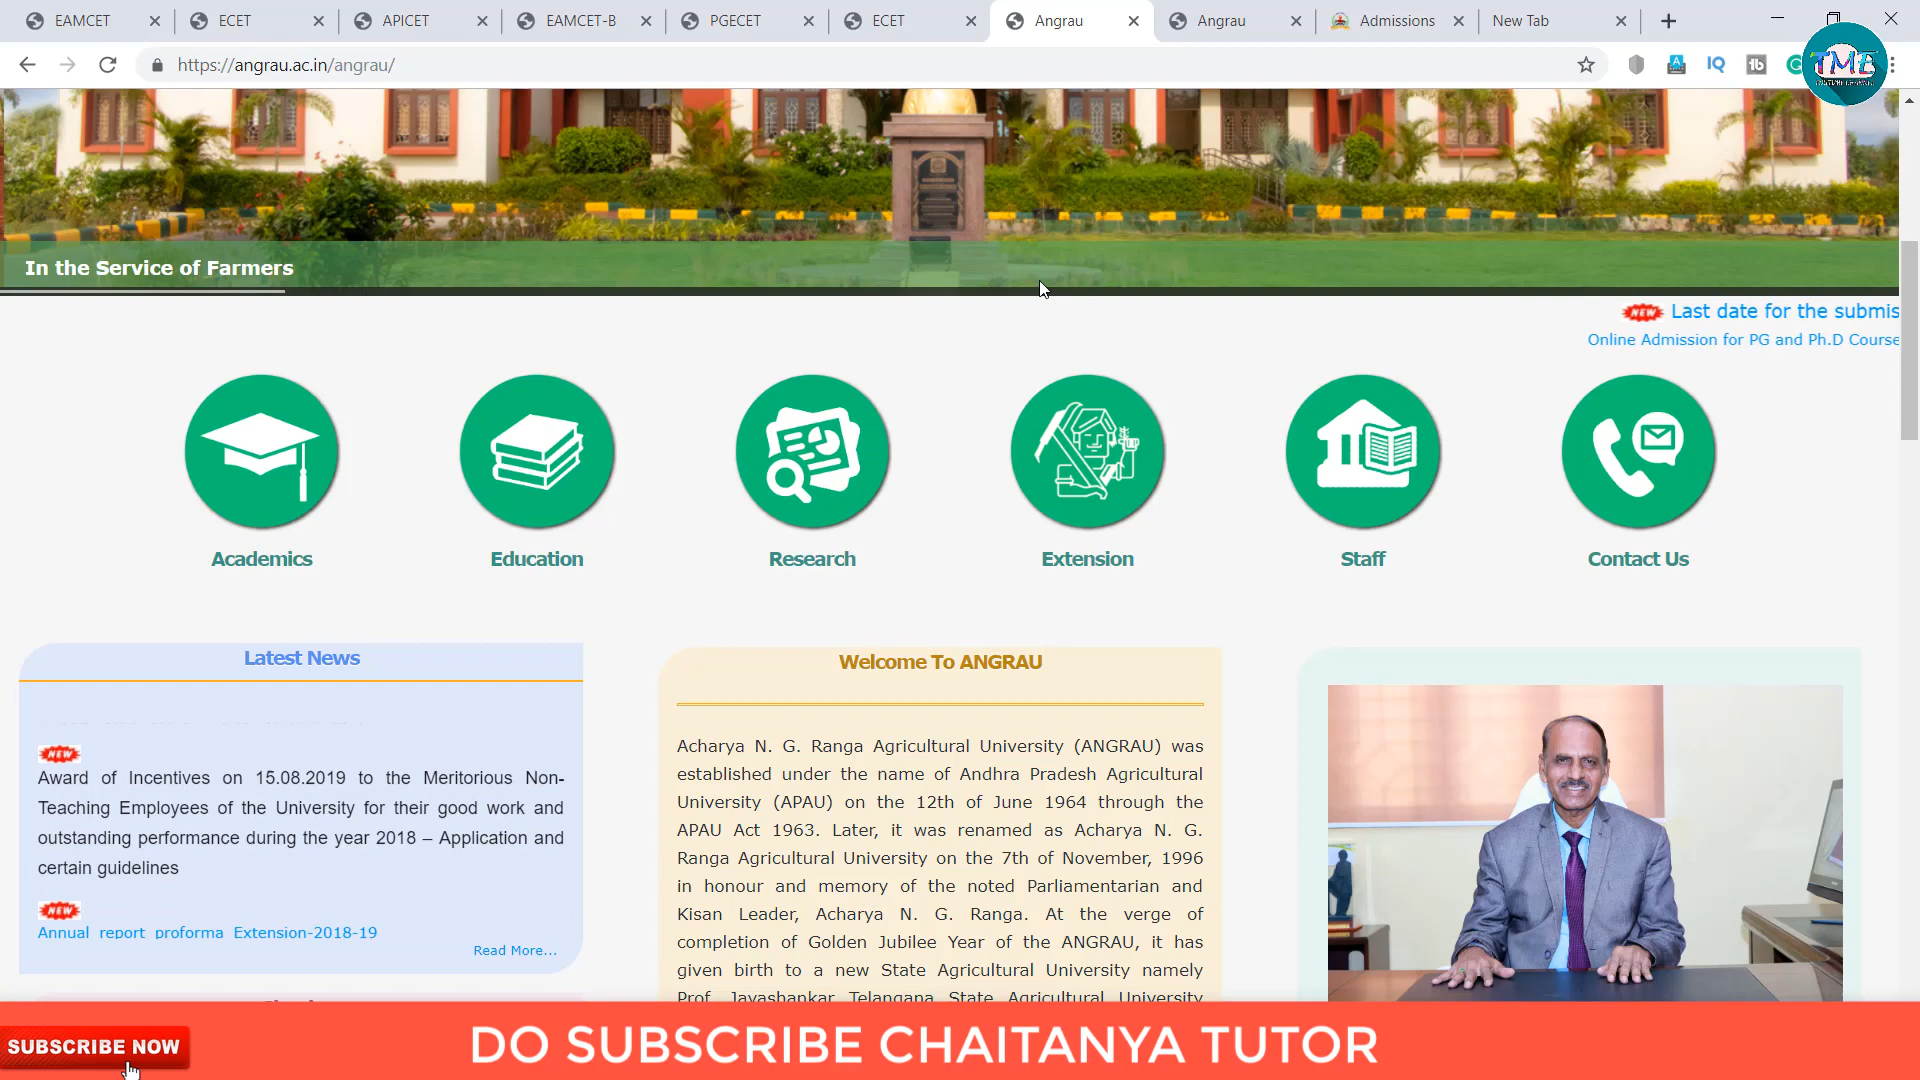 EAMCET
ECET
APICET
EAMCET-B
PGECET
ECET
Angrau
Angrau
Admissions
New Tab
https://angrau.ac.in/angrau/
IQ
TME
In the Service of Farmers
NEW Last date for the submis
Online Admission for PG and Ph.D Course
Academics
Education
Research
Extension
Staff
Contact Us
Latest News
NEW
Award of Incentives on 15.08.2019 to the Meritorious Non-
Teaching Employees of the University for their good work and
outstanding performance during the year 2018 – Application and
certain guidelines
NEW
Annual report proforma Extension-2018-19
Read More...
Welcome To ANGRAU
Acharya N. G. Ranga Agricultural University (ANGRAU) was
established under the name of Andhra Pradesh Agricultural
University (APAU) on the 12th of June 1964 through the
APAU Act 1963. Later, it was renamed as Acharya N. G.
Ranga Agricultural University on the 7th of November, 1996
in honour and memory of the noted Parliamentarian and
Kisan Leader, Acharya N. G. Ranga. At the verge of
completion of Golden Jubilee Year of the ANGRAU, it has
given birth to a new State Agricultural University namely
Prof. Jayashankar Telangana State Agricultural University
SUBSCRIBE NOW
DO SUBSCRIBE CHAITANYA TUTOR